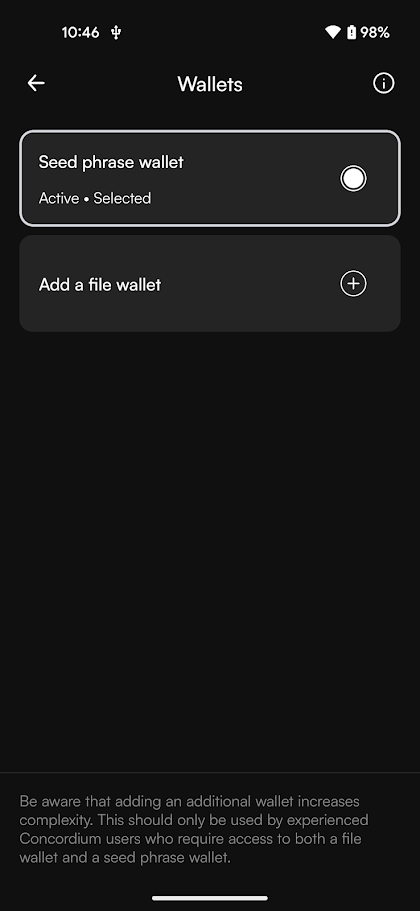 10:46 98%
Wallets
Seed phrase wallet
Active • Selected
Add a file wallet
Be aware that adding an additional wallet increases
complexity. This should only be used by experienced
Concordium users who require access to both a file
wallet and a seed phrase wallet.